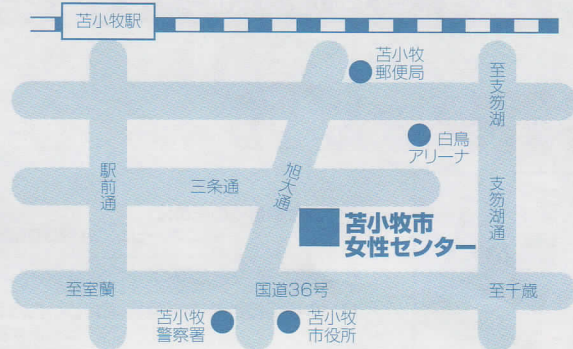 苫小牧駅
苫小牧
郵便局
至支笏湖
白鳥
アリーナ
駅前通
三条通
旭大通
支笏湖通
苫小牧市
女性センター
至室蘭
国道36号
至千歳
苫小牧
警察署
苫小牧
市役所